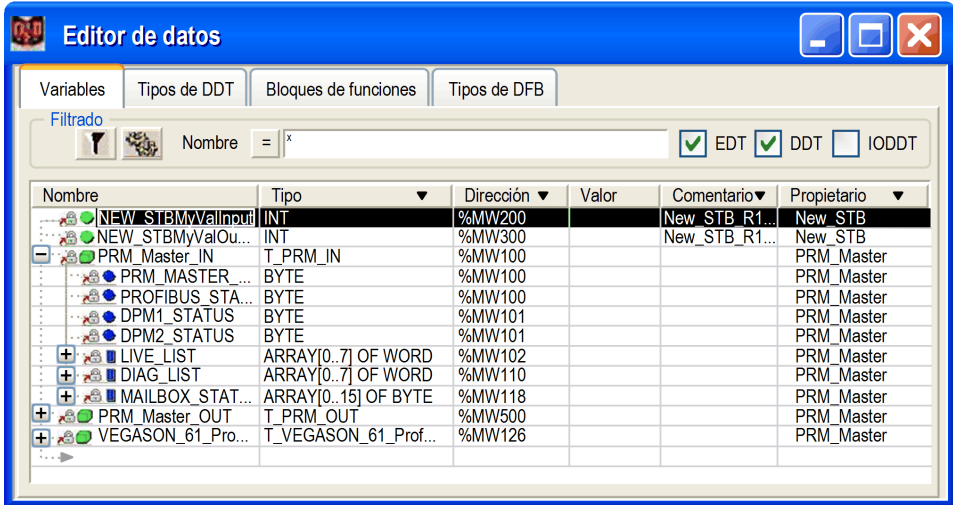 Editor de datos
Variables Tipos de DDT Bloques de funciones Tipos de DFB
Filtrado
Nombre = x EDT DDT IODDT
Nombre Tipo Dirección Valor Comentario Propietario
NEW_STBMyValInput INT %MW200 New_STB_R1... New_STB
NEW_STBMyValOu... INT %MW300 New_STB_R1... New_STB
PRM_Master_IN T_PRM_IN %MW100 PRM_Master
PRM_MASTER_... BYTE %MW100 PRM_Master
PROFIBUS_STA... BYTE %MW100 PRM_Master
DPM1_STATUS BYTE %MW101 PRM_Master
DPM2_STATUS BYTE %MW101 PRM_Master
LIVE_LIST ARRAY[0..7] OF WORD %MW102 PRM_Master
DIAG_LIST ARRAY[0..7] OF WORD %MW110 PRM_Master
MAILBOX_STAT... ARRAY[0..15] OF BYTE %MW118 PRM_Master
PRM_Master_OUT T_PRM_OUT %MW500 PRM_Master
VEGASON_61_Pro... T_VEGASON_61_Prof... %MW126 PRM_Master